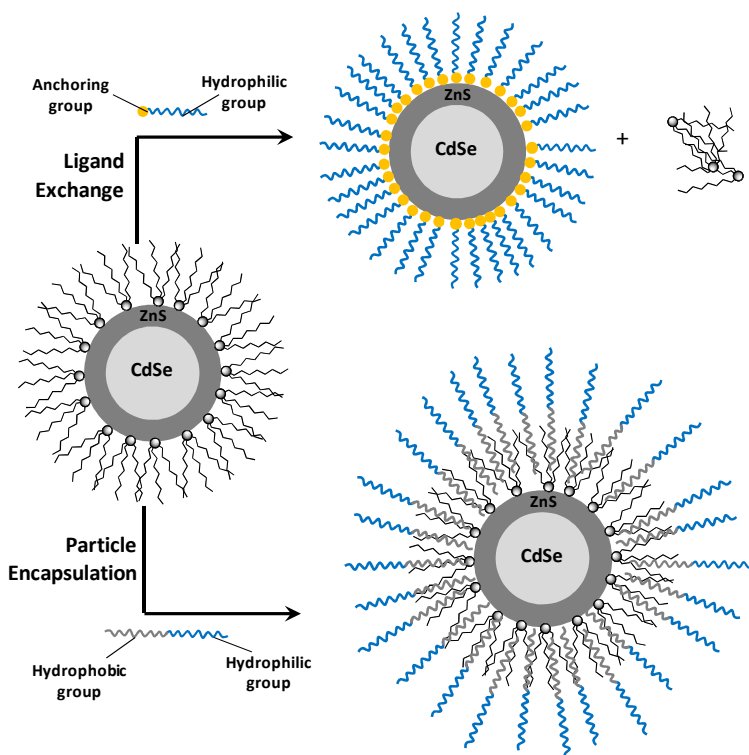 Anchoring
group
Hydrophilic
group
Ligand
Exchange
ZnS
CdSe
+
ZnS
CdSe
Particle
Encapsulation
Hydrophobic
group
Hydrophilic
group
ZnS
CdSe